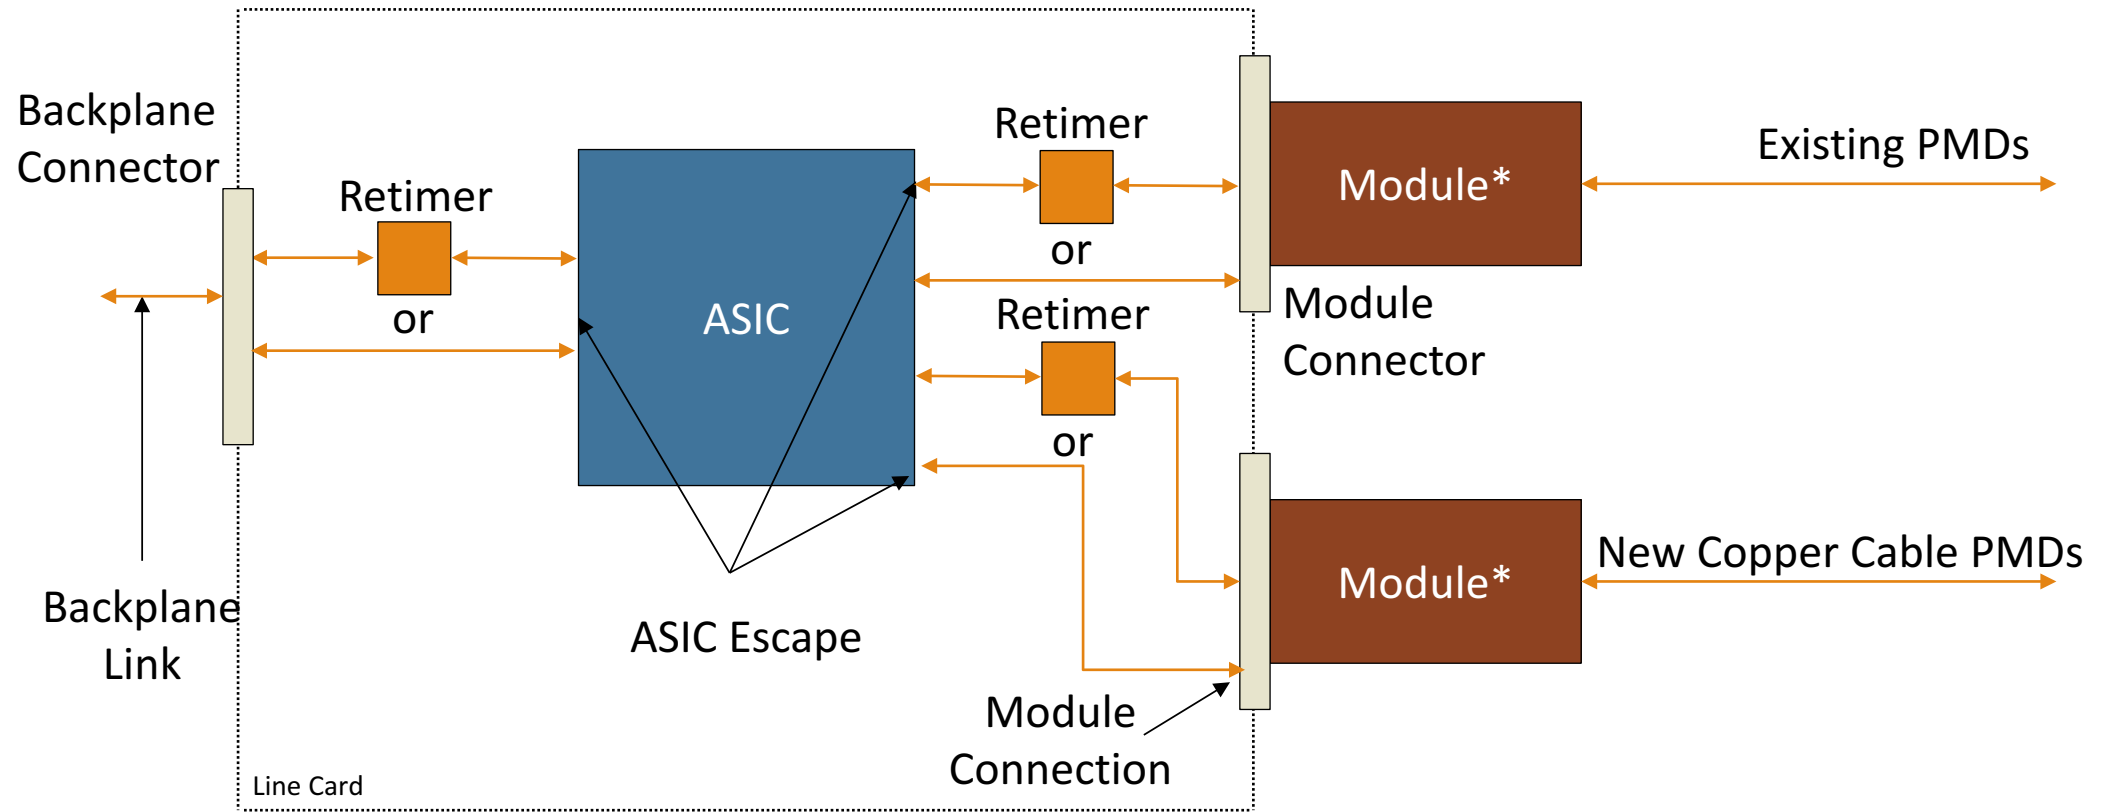 Backplane
Connector
Retimer
or
Retimer
or
Retimer
or
ASIC
Module*
Existing PMDs
Module
Connector
Module*
New Copper Cable PMDs
Backplane
Link
ASIC Escape
Module
Connection
Line Card